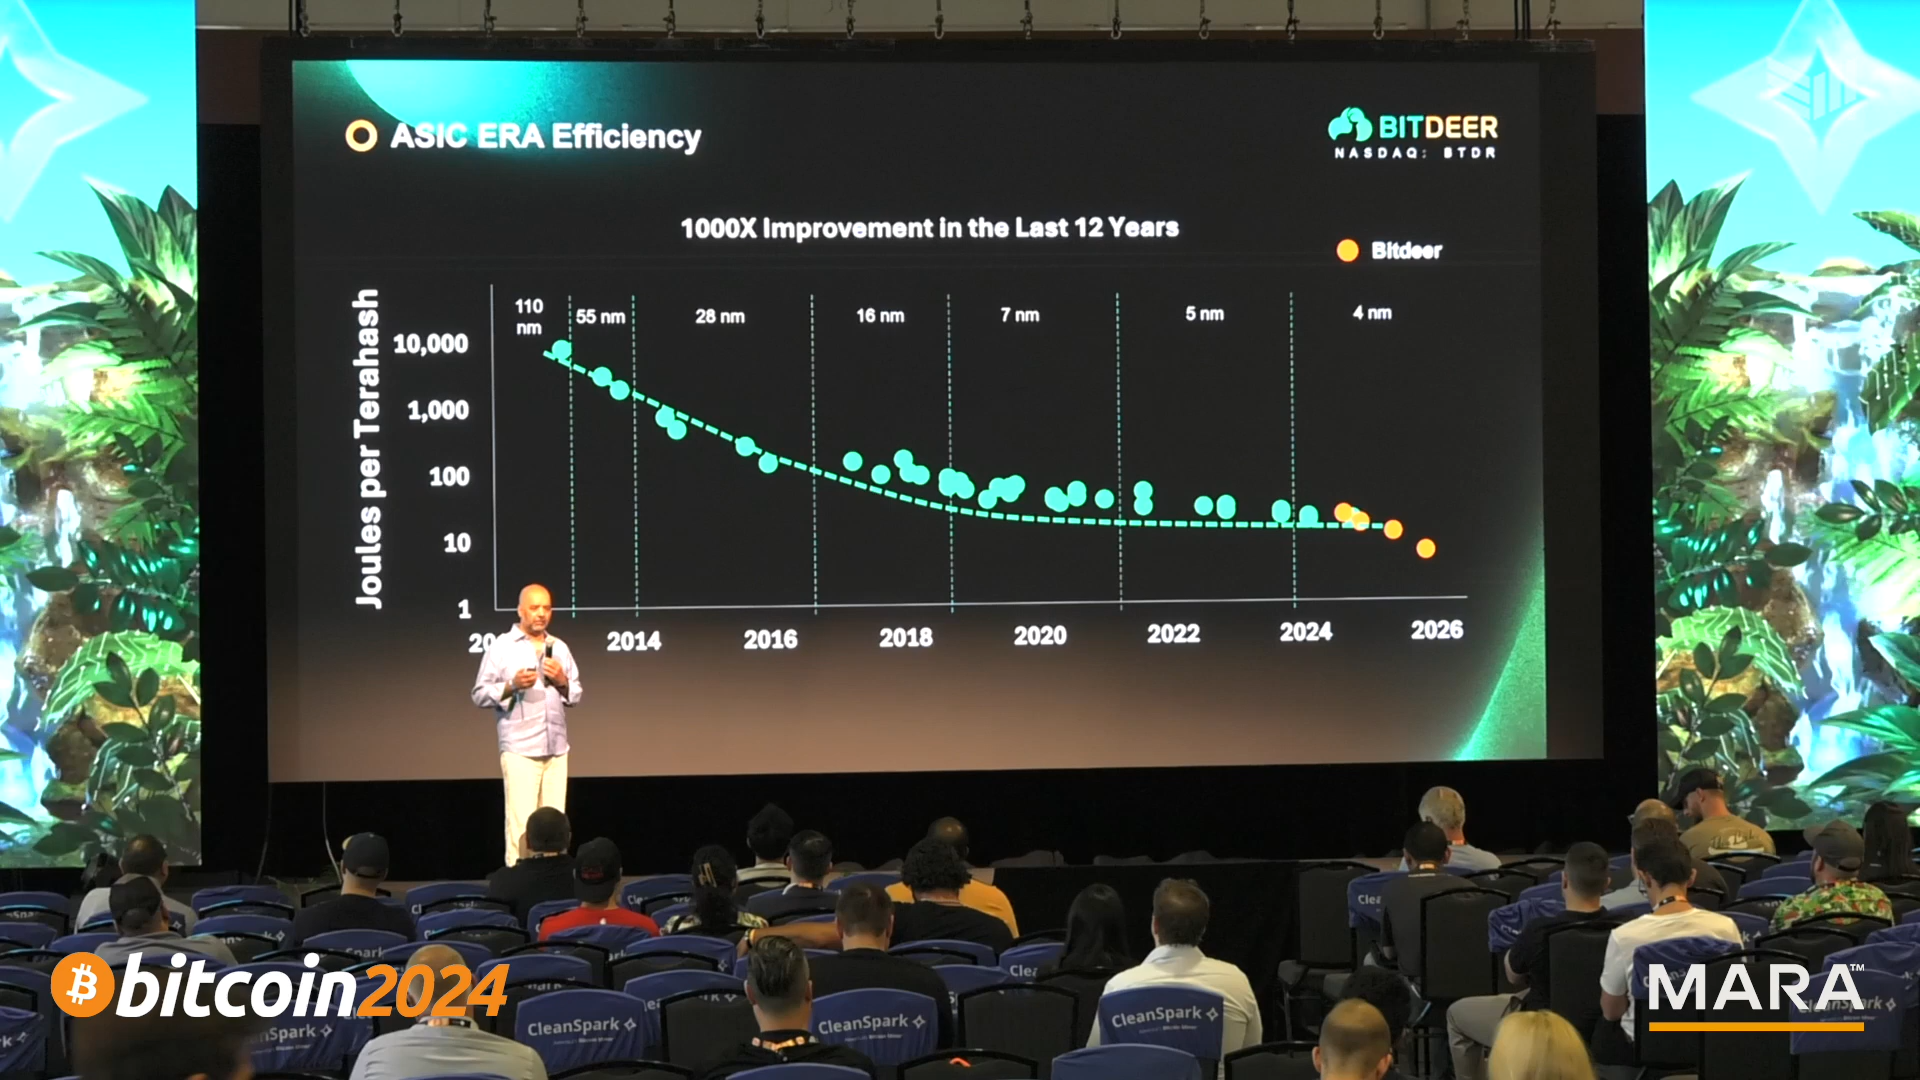 ASIC ERA Efficiency
BITDEER
NASDAQ: BTDR
1000X Improvement in the Last 12 Years
Bitdeer
Joules per Terahash
110
nm
55 nm
28 nm
16 nm
7 nm
5 nm
4 nm
10,000
1,000
100
10
1
2014
2016
2018
2020
2022
2024
2026
bitcoin2024
MARA™
CleanSpark
CleanSpark
CleanSpark